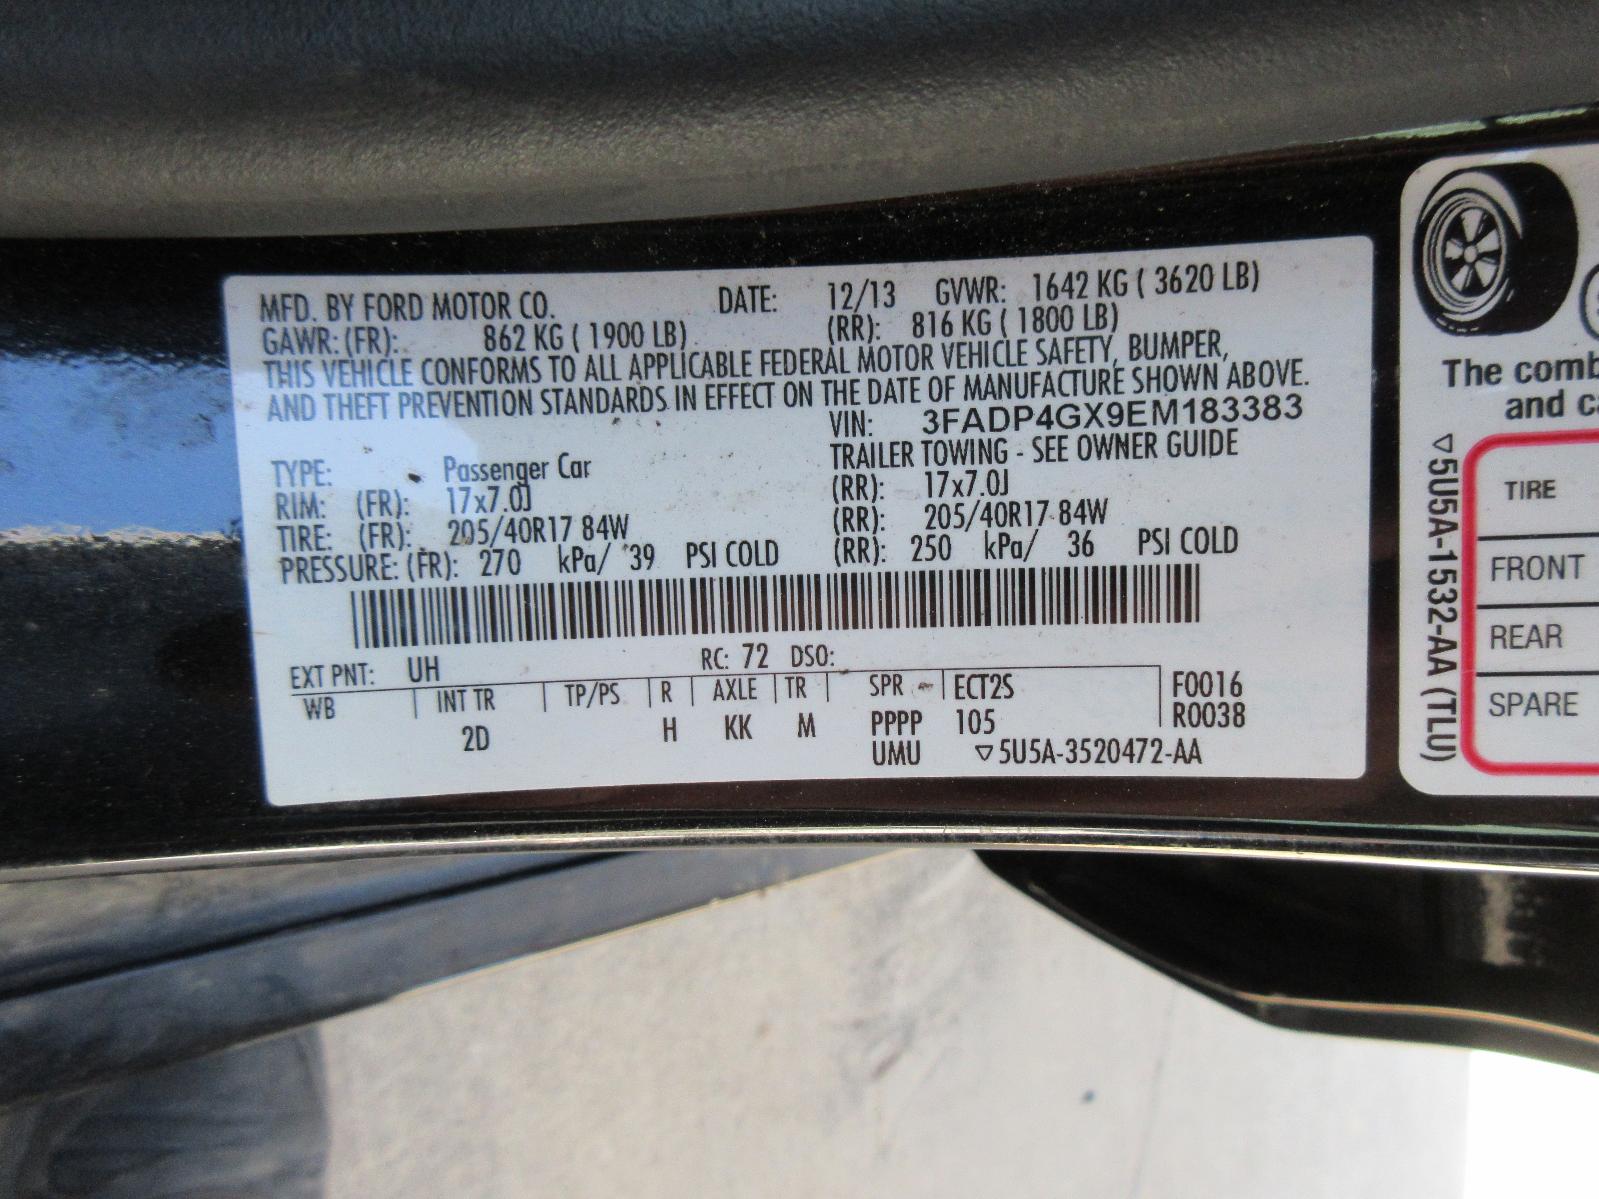 MFD. BY FORD MOTOR CO. DATE: 12/13 GVWR: 1642 KG ( 3620 LB)
GAWR: (FR): 862 KG ( 1900 LB) (RR): 816 KG ( 1800 LB)
THIS VEHICLE CONFORMS TO ALL APPLICABLE FEDERAL MOTOR VEHICLE SAFETY, BUMPER,
AND THEFT PREVENTION STANDARDS IN EFFECT ON THE DATE OF MANUFACTURE SHOWN ABOVE.
VIN: 3FADP4GX9EM183383
TRAILER TOWING - SEE OWNER GUIDE
TYPE: Passenger Car
RIM: (FR): 17x7.0J (RR): 17x7.0J
TIRE: (FR): 205/40R17 84W (RR): 205/40R17 84W
PRESSURE: (FR): 270 kPa/ 39 PSI COLD (RR): 250 kPa/ 36 PSI COLD
EXT PNT: UH RC: 72 DSO:
WB INT TR TP/PS R AXLE TR SPR ECT2S F0016
2D H KK M PPPP 105 R0038
UMU ▽5U5A-3520472-AA
The
and
▽5U5A-1532-AA (TLU)
TIRE
FRONT
REAR
SPARE